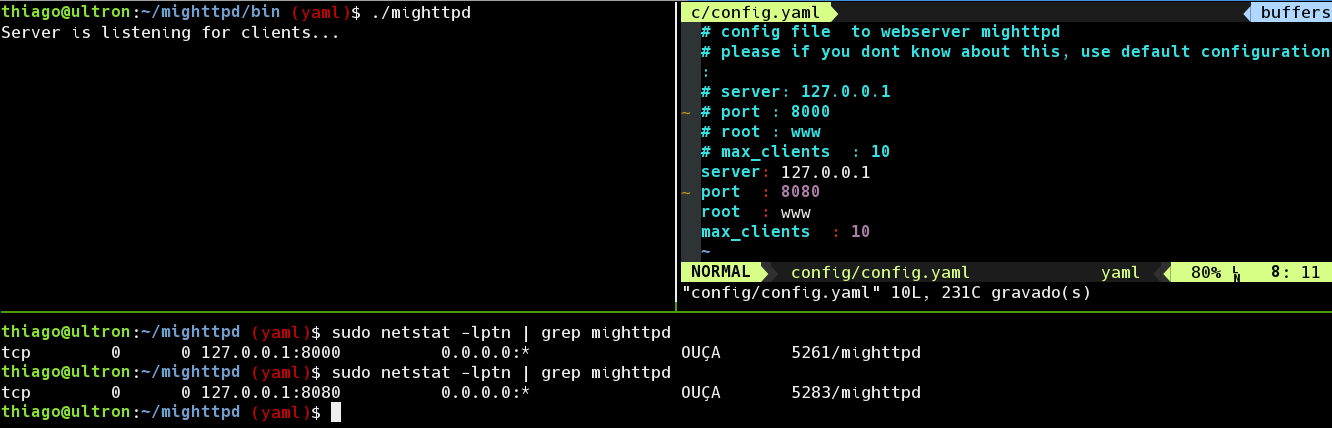 thiago@ultron:~/mighttpd/bin (yaml)$ ./mighttpd
Server is listening for clients...
c/config.yaml buffers
# config file  to webserver mighttpd
# please if you dont know about this, use default configuration
:
# server: 127.0.0.1
~ # port : 8000
# root : www
# max_clients  : 10
server: 127.0.0.1
~ port  : 8080
root  : www
max_clients  : 10
~
NORMAL config/config.yaml yaml 80% LN 8: 11
"config/config.yaml" 10L, 231C gravado(s)
thiago@ultron:~/mighttpd (yaml)$ sudo netstat -lptn | grep mighttpd
tcp        0      0 127.0.0.1:8000          0.0.0.0:*               OUÇA       5261/mighttpd
thiago@ultron:~/mighttpd (yaml)$ sudo netstat -lptn | grep mighttpd
tcp        0      0 127.0.0.1:8080          0.0.0.0:*               OUÇA       5283/mighttpd
thiago@ultron:~/mighttpd (yaml)$